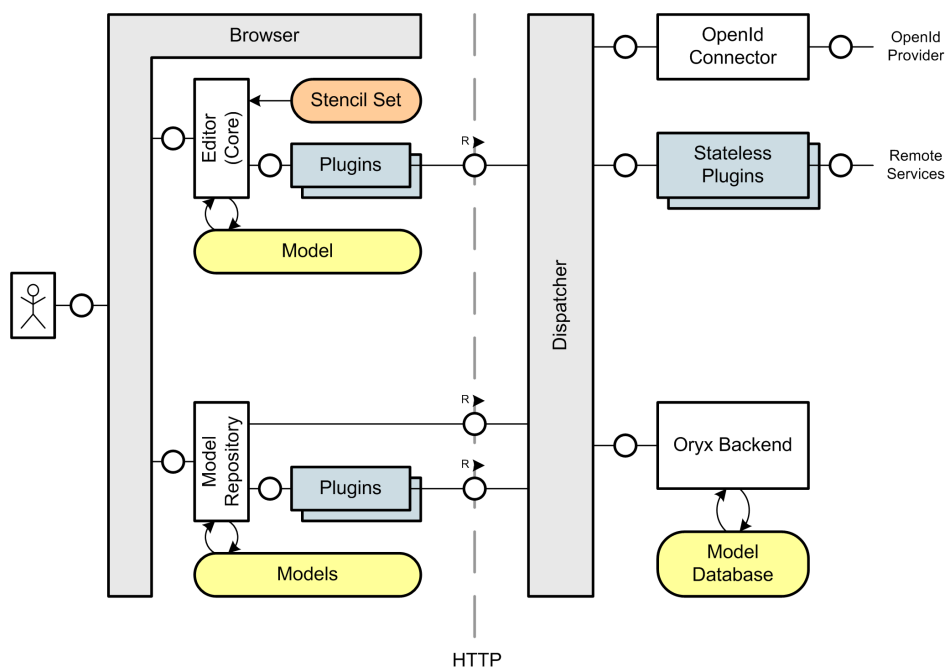 Browser
OpenId
Connector
OpenId
Provider
Stencil Set
Editor
(Core)
Plugins
R
Stateless
Plugins
Remote
Services
Model
Dispatcher
R
Model
Repository
Oryx Backend
R
Plugins
Models
Model
Database
HTTP